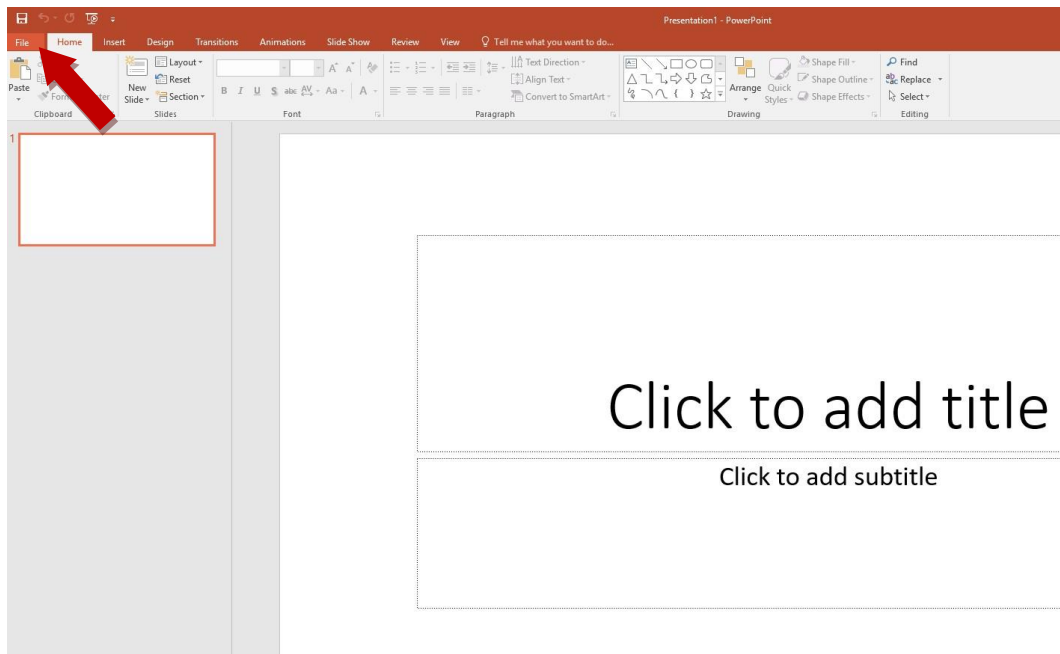 Presentation1 - PowerPoint
File Home Insert Design Transitions Animations Slide Show Review View Tell me what you want to do...
Paste
New Slide
Layout
Reset
Section
B I U S abc AV Aa A
A A
Text Direction
Align Text
Convert to SmartArt
Arrange
Quick Styles
Shape Fill
Shape Outline
Shape Effects
Find
Replace
Select
Clipboard Slides Font Paragraph Drawing Editing
1
Click to add title
Click to add subtitle